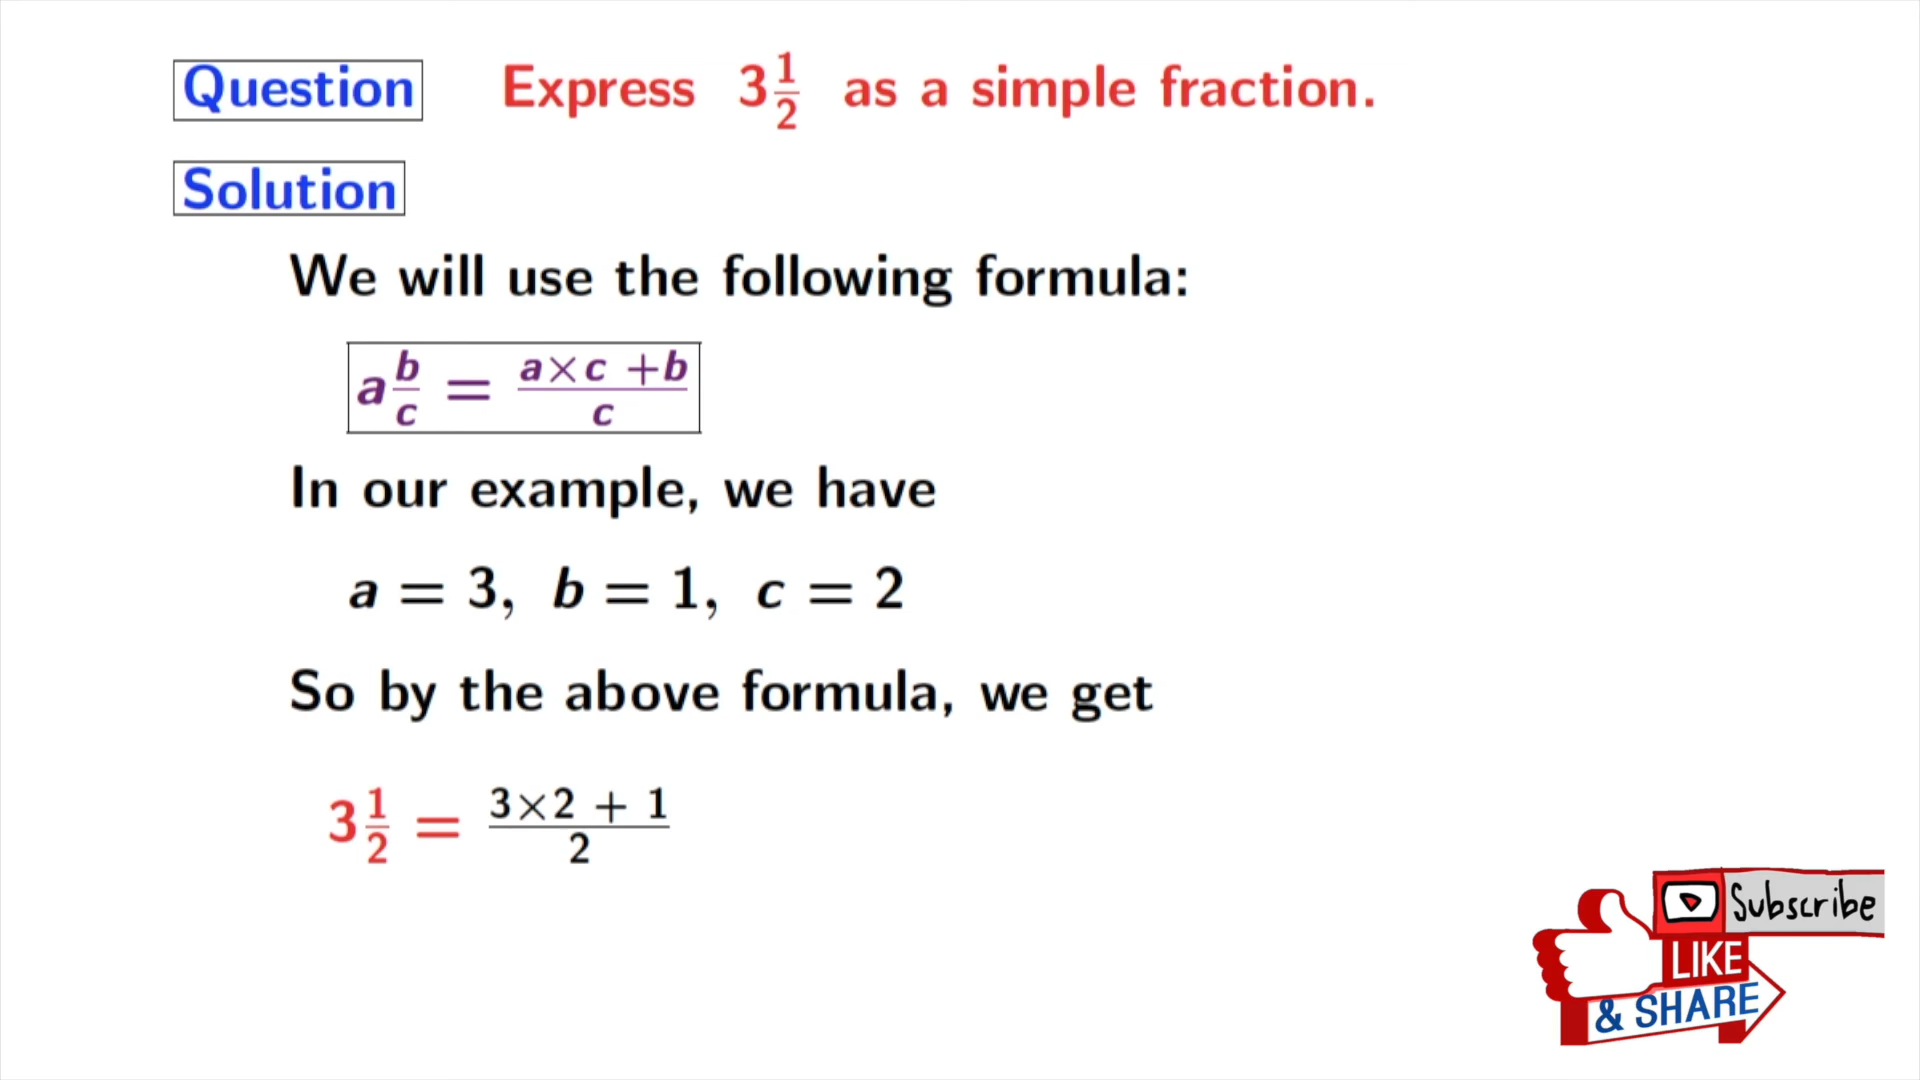 Question Express 3 1/2 as a simple fraction.
Solution
We will use the following formula:
a b/c = a×c +b/c
In our example, we have
a = 3, b = 1, c = 2
So by the above formula, we get
3 1/2 = 3×2 + 1/2
Subscribe
LIKE
& SHARE